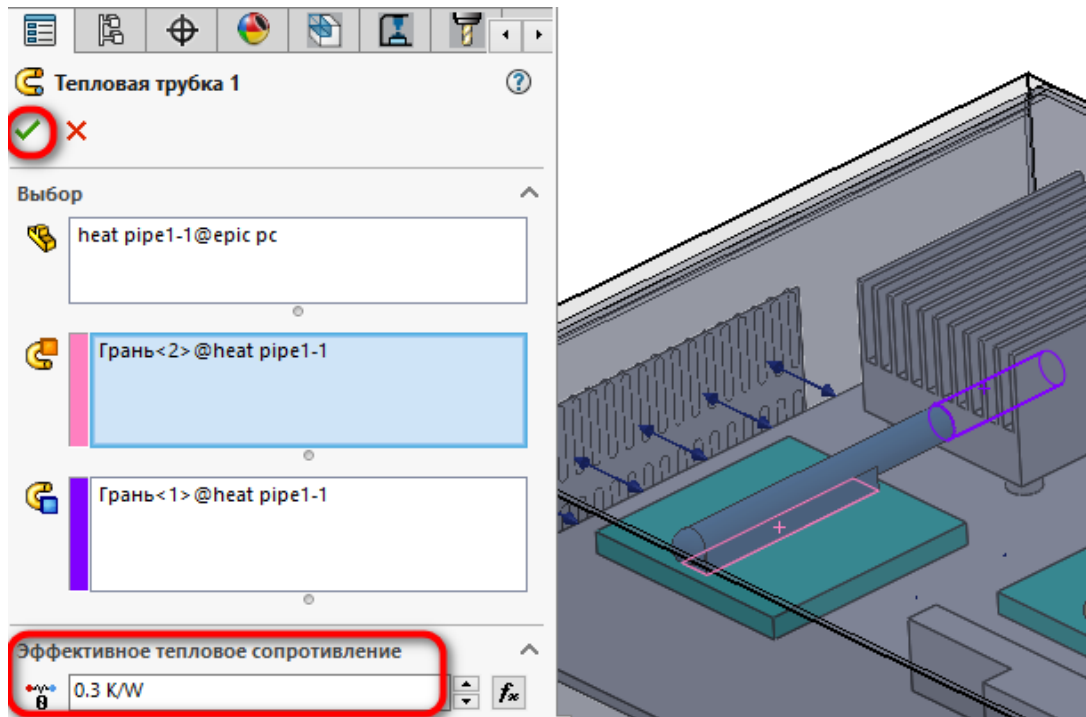 Тепловая трубка 1
Выбор
heat pipe1-1@epic pc
Грань<2>@heat pipe1-1
Грань<1>@heat pipe1-1
Эффективное тепловое сопротивление
0.3 K/W